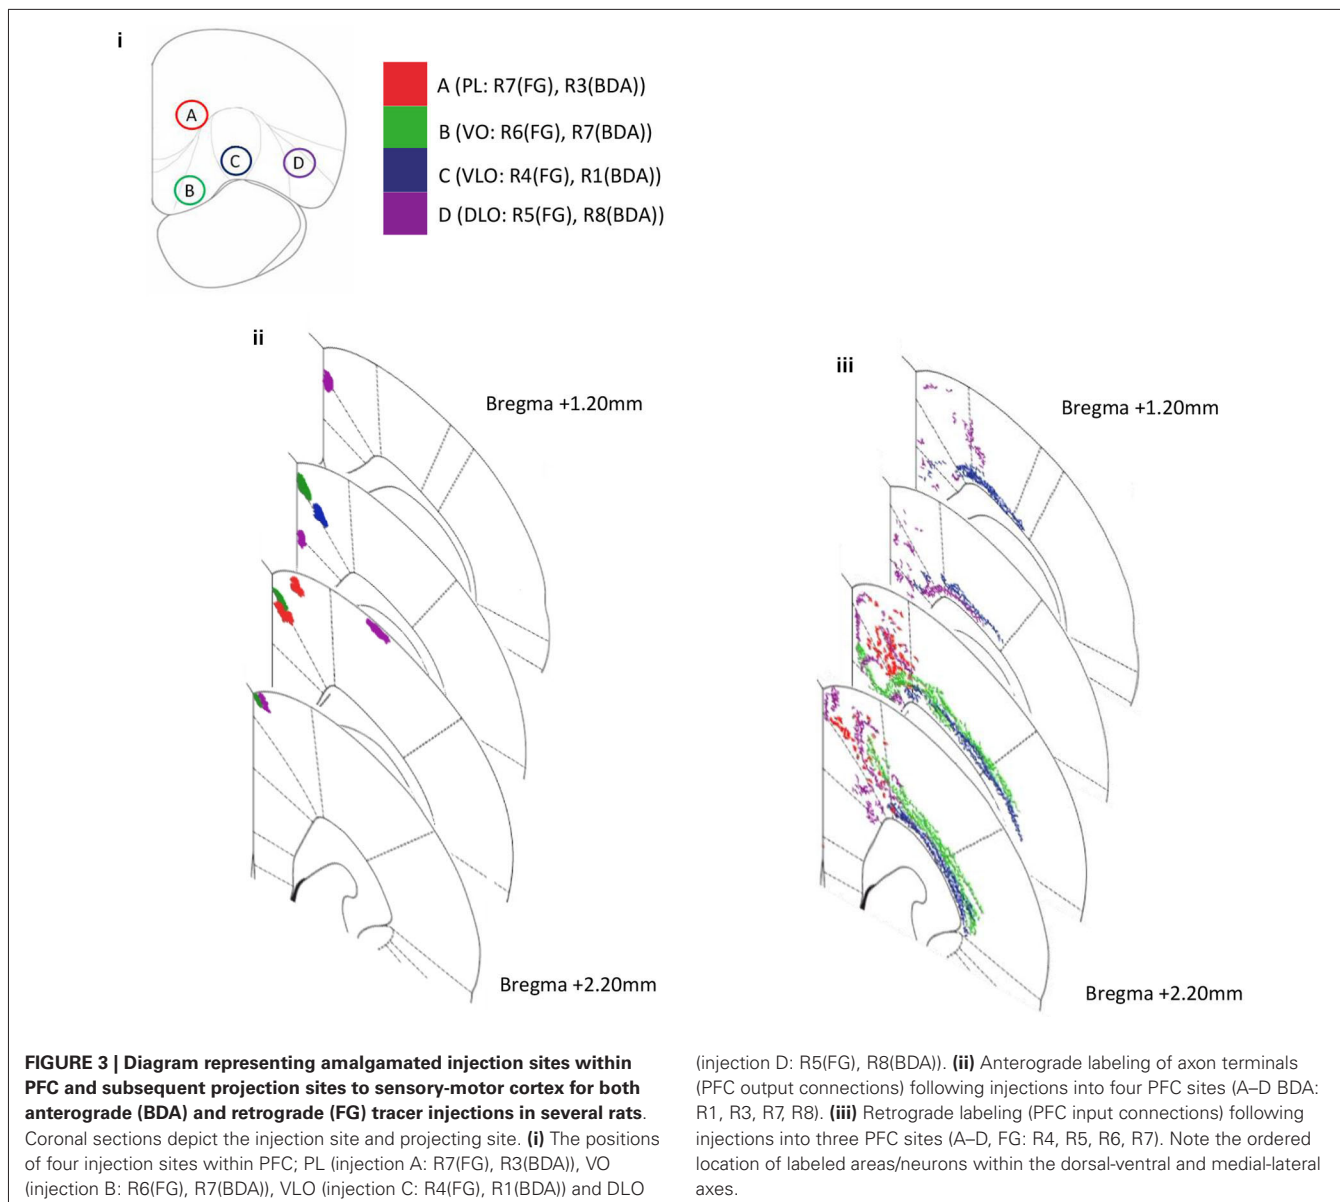 i
A (PL: R7(FG), R3(BDA))
B (VO: R6(FG), R7(BDA))
C (VLO: R4(FG), R1(BDA))
D (DLO: R5(FG), R8(BDA))
A
B
C
D
ii
Bregma +1.20mm
Bregma +2.20mm
iii
Bregma +1.20mm
Bregma +2.20mm
FIGURE 3 | Diagram representing amalgamated injection sites within
PFC and subsequent projection sites to sensory-motor cortex for both
anterograde (BDA) and retrograde (FG) tracer injections in several rats.
Coronal sections depict the injection site and projecting site. (i) The positions
of four injection sites within PFC; PL (injection A: R7(FG), R3(BDA)), VO
(injection B: R6(FG), R7(BDA)), VLO (injection C: R4(FG), R1(BDA)) and DLO
(injection D: R5(FG), R8(BDA)). (ii) Anterograde labeling of axon terminals
(PFC output connections) following injections into four PFC sites (A–D BDA:
R1, R3, R7, R8). (iii) Retrograde labeling (PFC input connections) following
injections into three PFC sites (A–D, FG: R4, R5, R6, R7). Note the ordered
location of labeled areas/neurons within the dorsal-ventral and medial-lateral
axes.